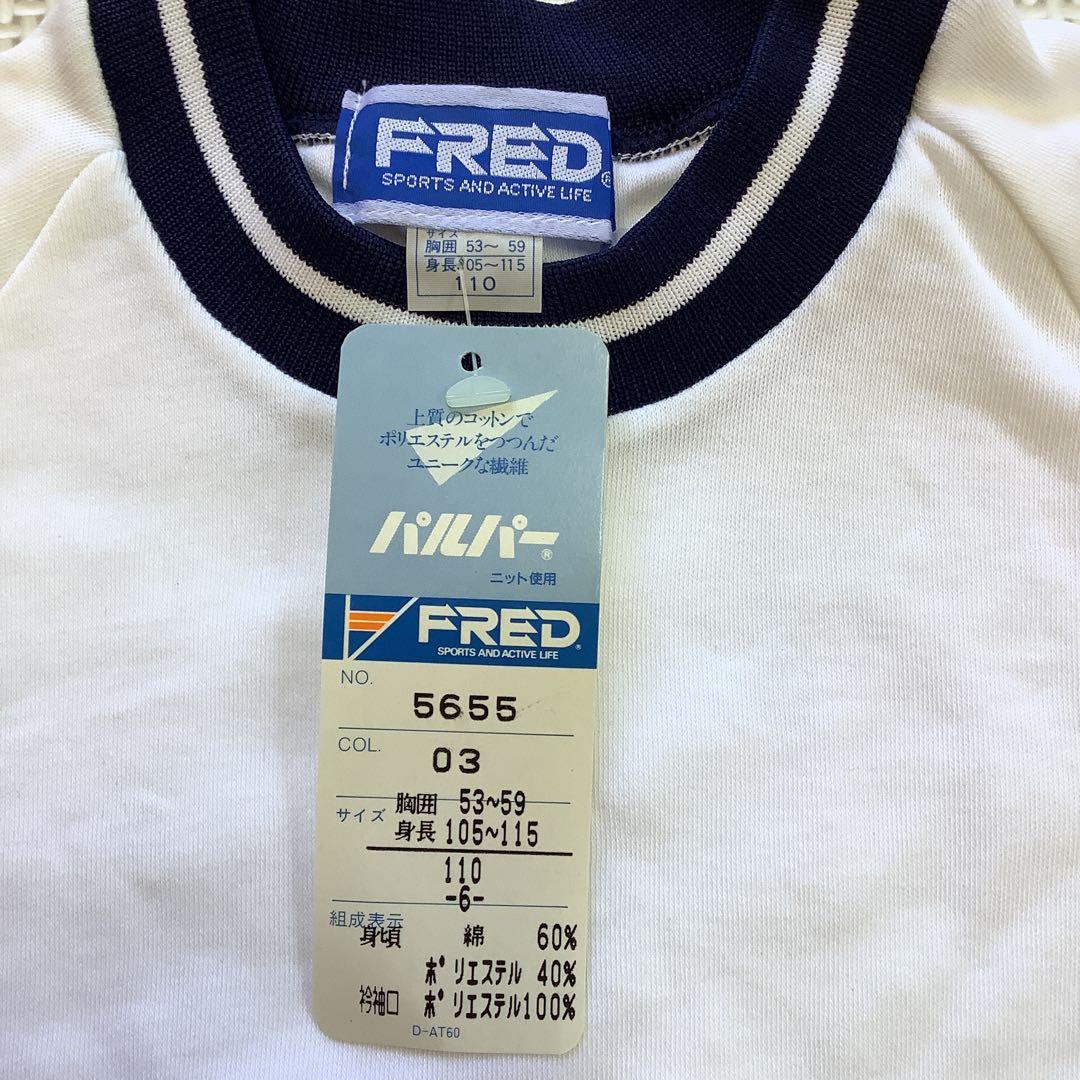 FRED®
SPORTS AND ACTIVE LIFE
サイズ
胸囲 53～59
身長 105～115
110
上質のコットンで
ポリエステルをつつんだ
ユニークな繊維
パルパー®
ニット使用
FRED®
SPORTS AND ACTIVE LIFE
NO.
5655
COL.
03
サイズ 胸囲 53~59
身長 105~115
110
-6-
組成表示
身頃 綿 60%
ポリエステル 40%
衿袖口 ポリエステル100%
D-AT60